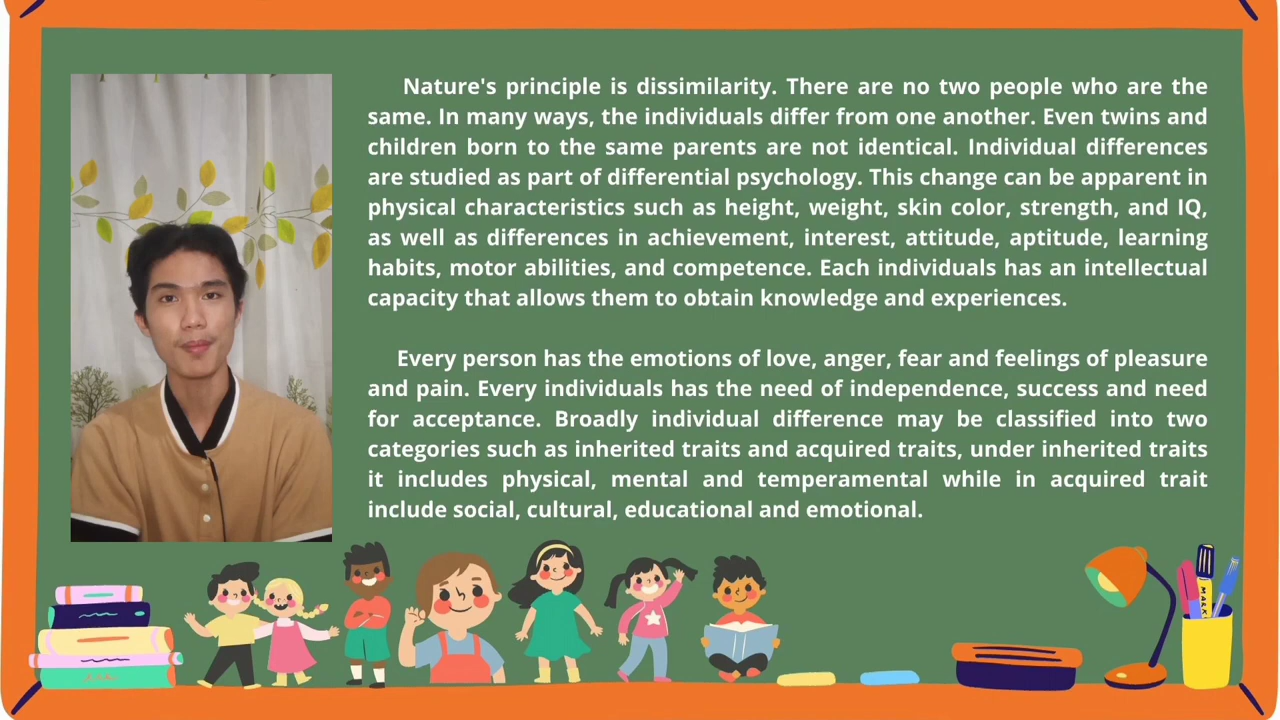 Nature's principle is dissimilarity. There are no two people who are the
same. In many ways, the individuals differ from one another. Even twins and
children born to the same parents are not identical. Individual differences
are studied as part of differential psychology. This change can be apparent in
physical characteristics such as height, weight, skin color, strength, and IQ,
as well as differences in achievement, interest, attitude, aptitude, learning
habits, motor abilities, and competence. Each individuals has an intellectual
capacity that allows them to obtain knowledge and experiences.
Every person has the emotions of love, anger, fear and feelings of pleasure
and pain. Every individuals has the need of independence, success and need
for acceptance. Broadly individual difference may be classified into two
categories such as inherited traits and acquired traits, under inherited traits
it includes physical, mental and temperamental while in acquired trait
include social, cultural, educational and emotional.